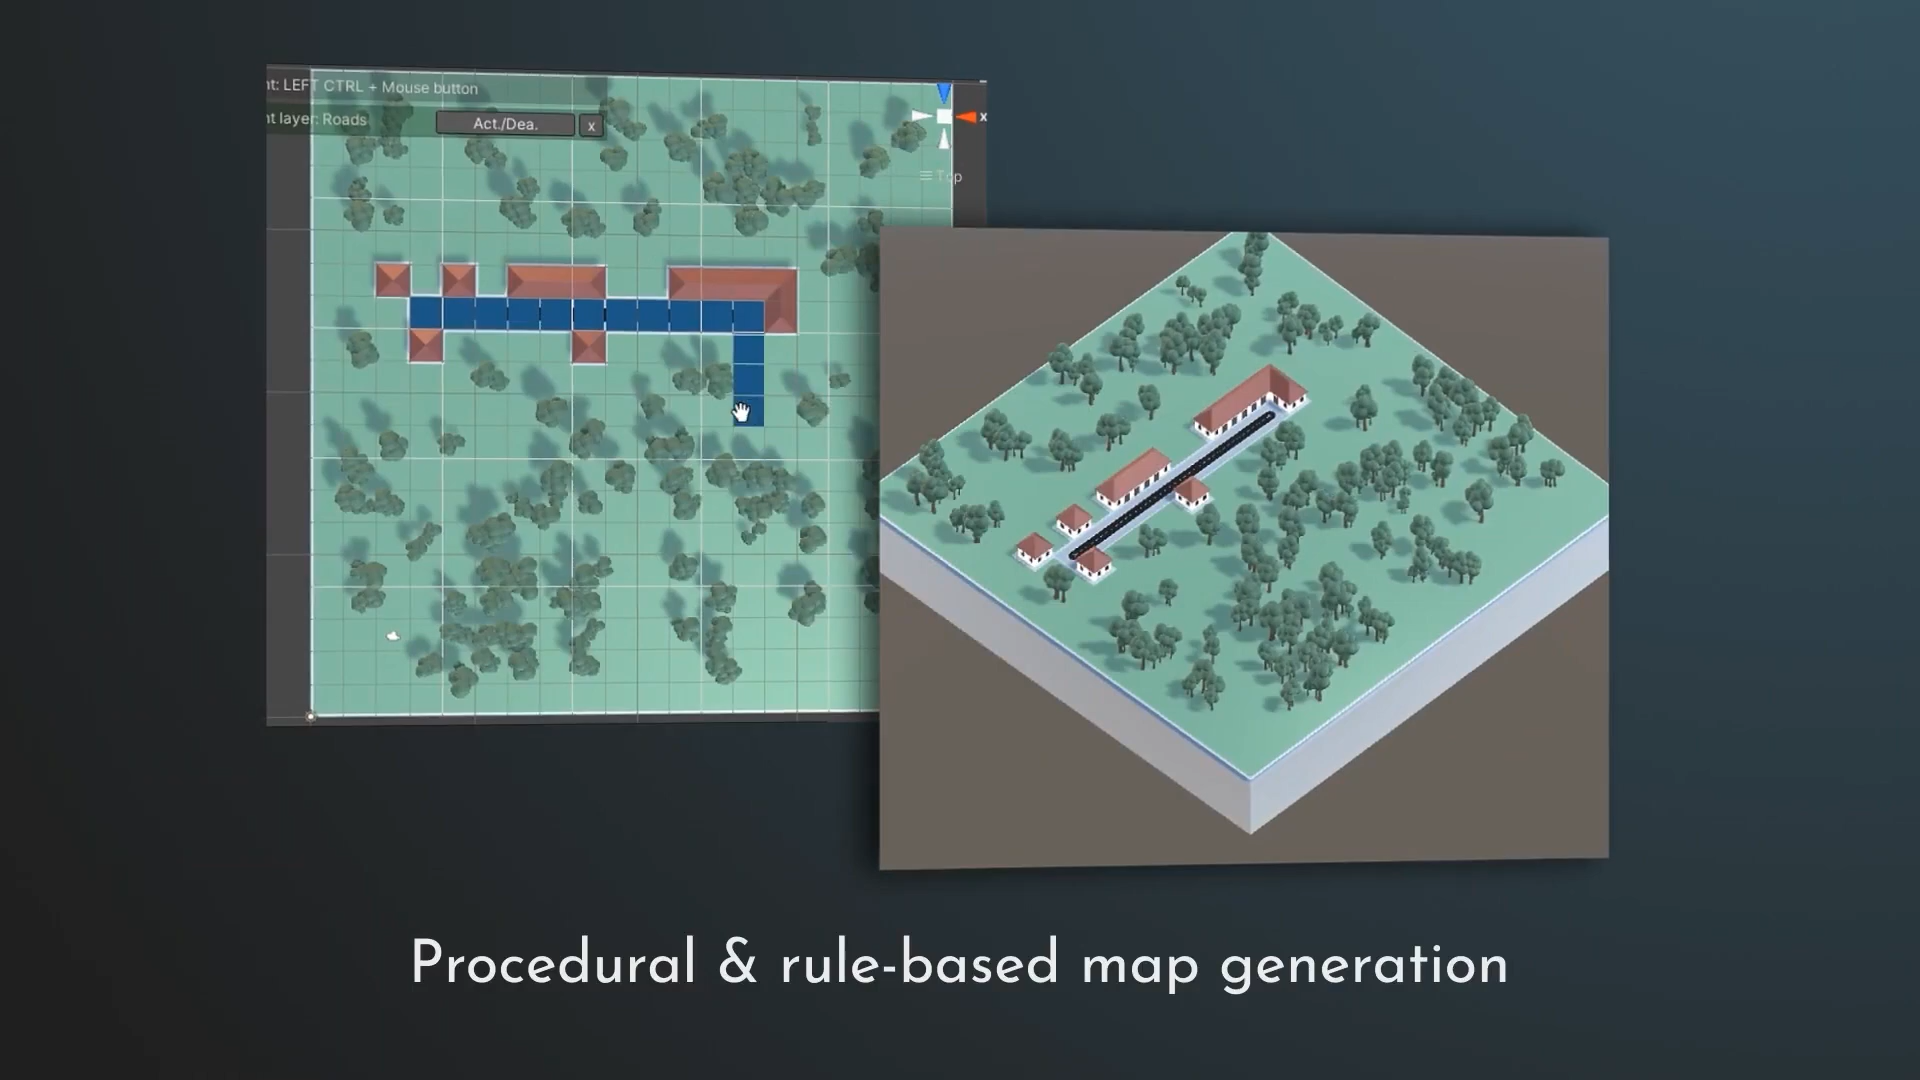 nt: LEFT CTRL + Mouse button
nt layer: Roads
Act./Dea.
x
x
Top
Procedural & rule-based map generation